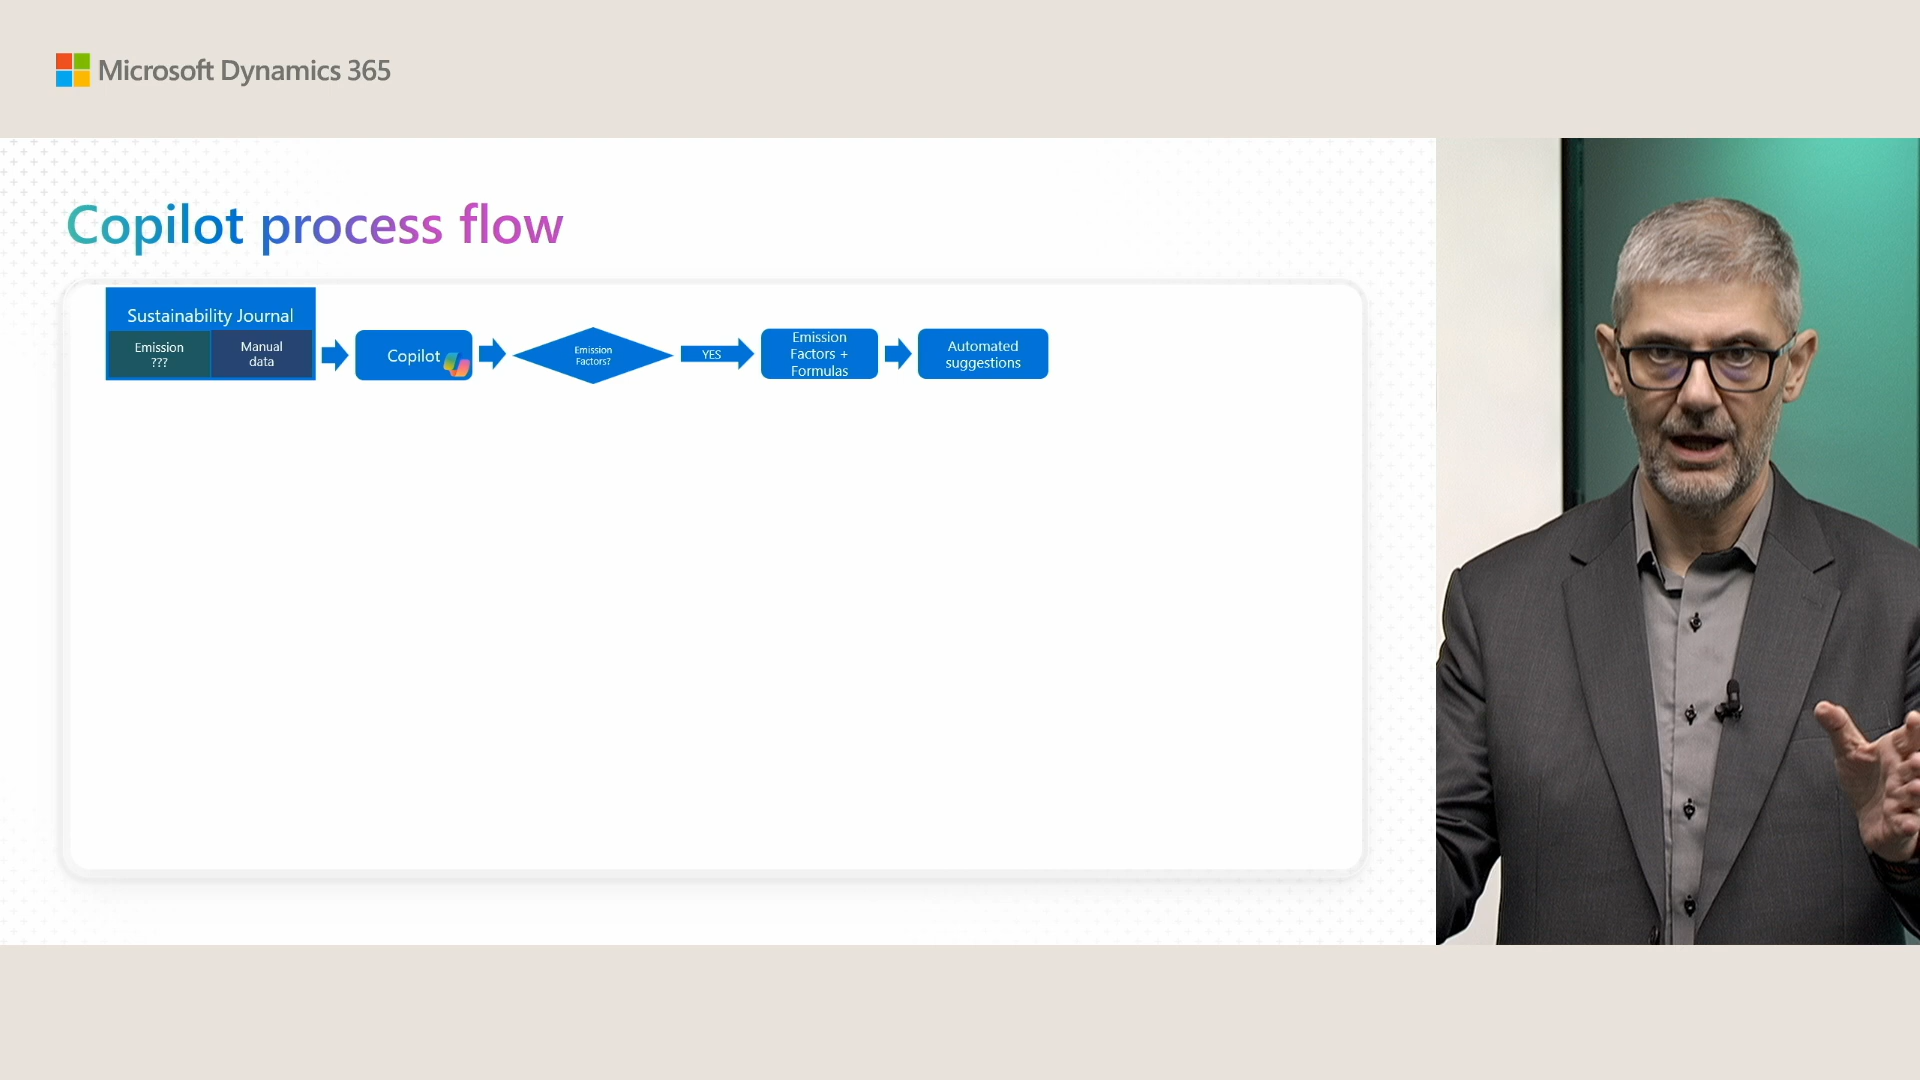 Microsoft Dynamics 365
Copilot process flow
Sustainability Journal
Emission
???
Manual
data
Copilot
Emission
Factors?
YES
Emission
Factors +
Formulas
Automated
suggestions